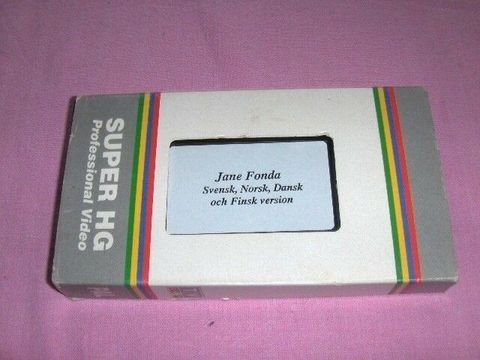 SUPER HG
Professional Video
Jane Fonda
Svensk, Norsk, Dansk
och Finsk version